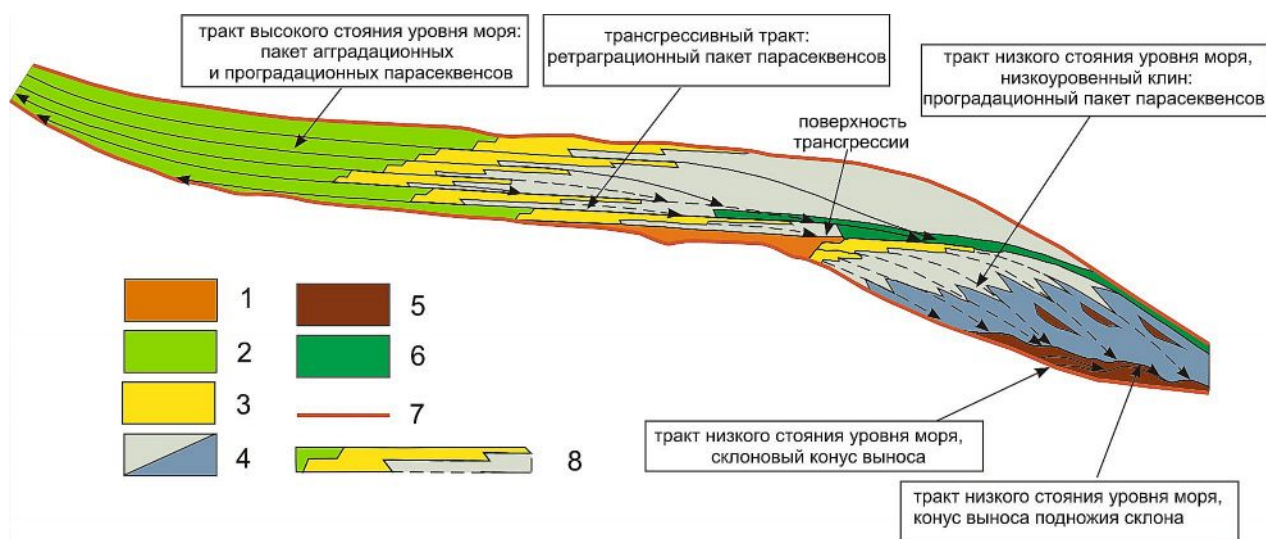 тракт высокого стояния уровня моря:
пакет аггрaдационных
и проградационных парасеквенсов
трансгрессивный тракт:
ретраграционный пакет парасеквенсов
тракт низкого стояния уровня моря,
низкоуровенный клин:
проградационный пакет парасеквенсов
поверхность
трансгрессии
1
2
3
4
5
6
7
8
тракт низкого стояния уровня моря,
склоновый конус выноса
тракт низкого стояния уровня моря,
конус выноса подножия склона